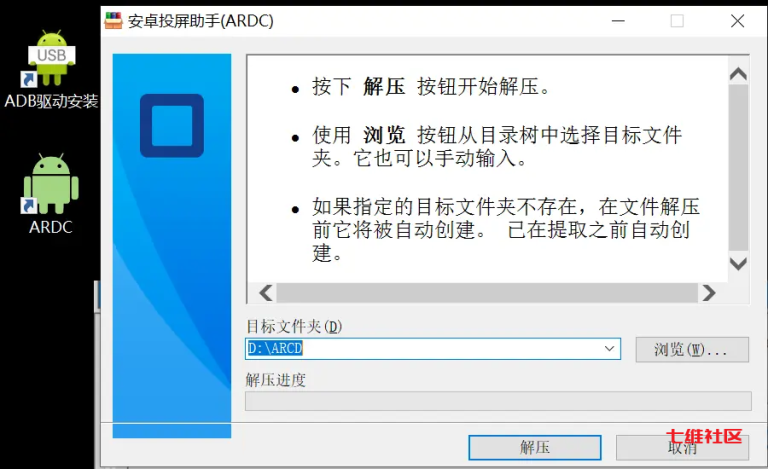 安卓投屏助手(ARDC)
USB
ADB驱动安装
ARDC
按下 解压 按钮开始解压。
使用 浏览 按钮从目录树中选择目标文件
夹。它也可以手动输入。
如果指定的目标文件夹不存在，在文件解压
前它将被自动创建。 已在提取之前自动创
建。
目标文件夹(D)
D:\ARCD
浏览(W)...
解压进度
解压
取消
七维社区